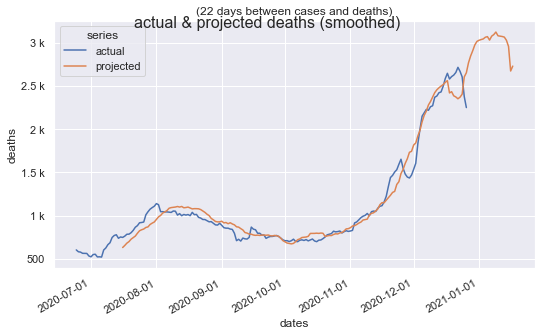 (22 days between cases and deaths)
actual & projected deaths (smoothed)
series
actual
projected
3 k
2.5 k
2 k
1.5 k
1 k
500
deaths
2020-07-01
2020-08-01
2020-09-01
2020-10-01
2020-11-01
2020-12-01
2021-01-01
dates